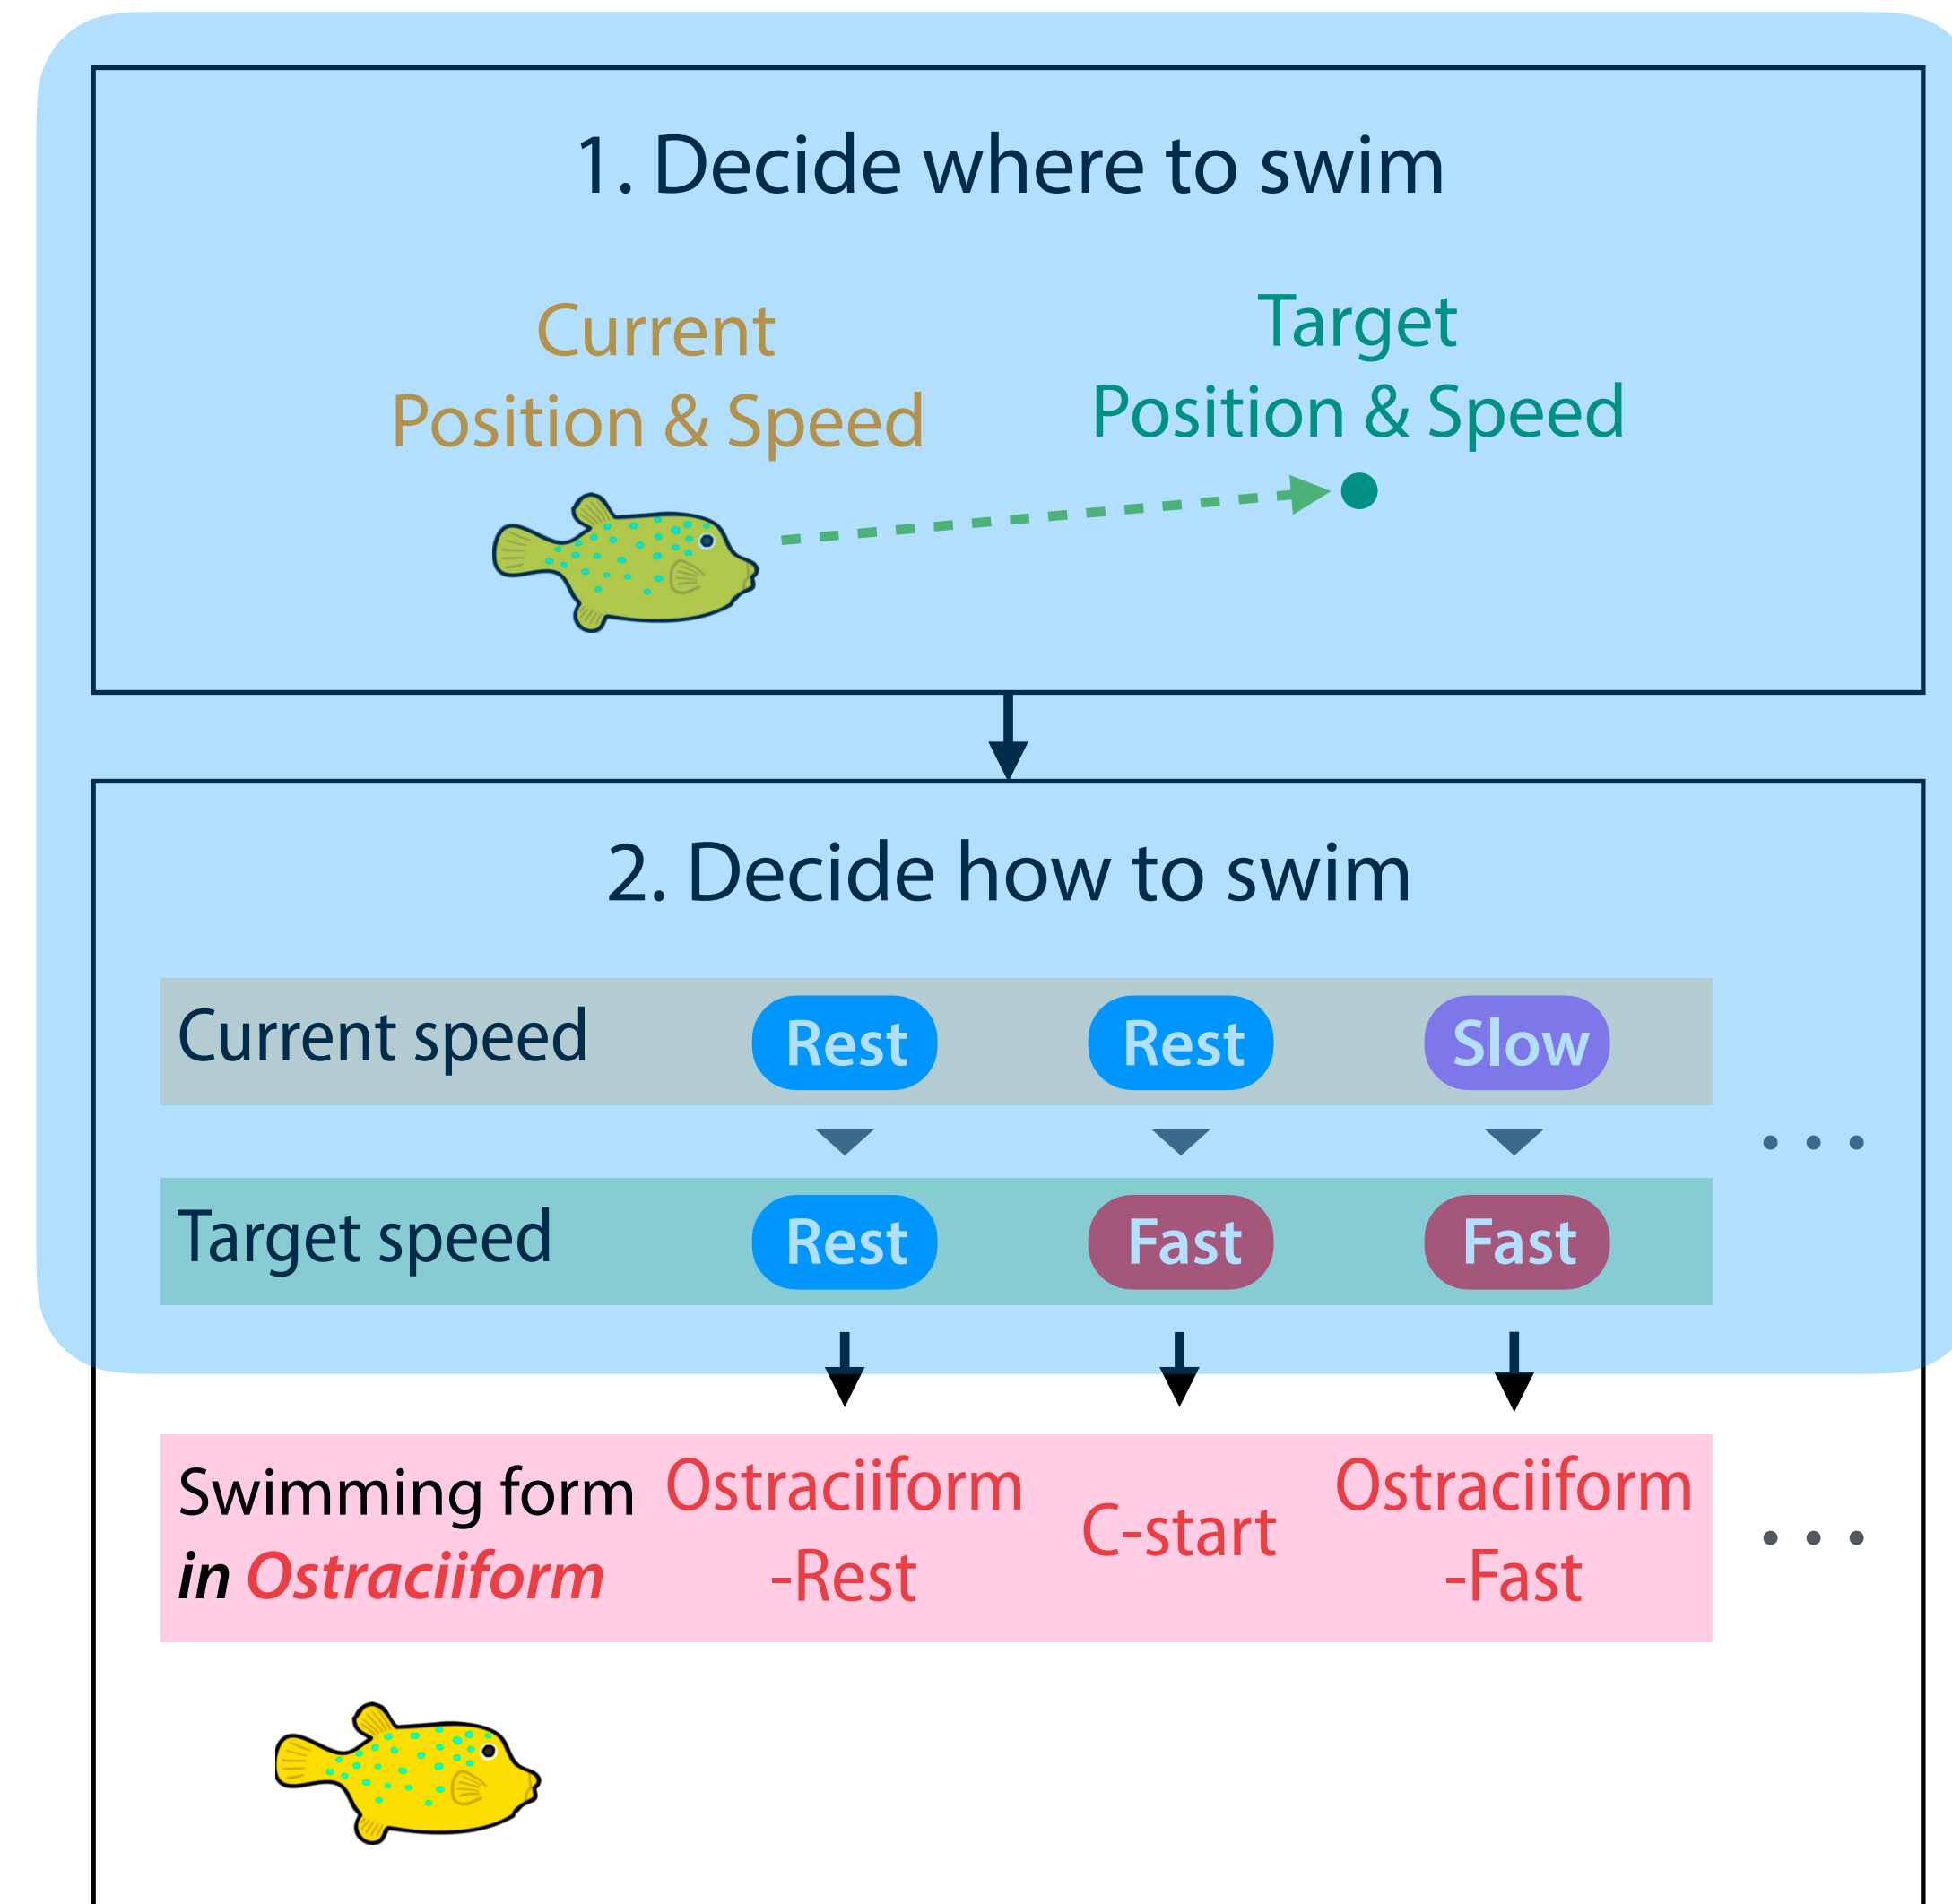 1. Decide where to swim
Current
Position & Speed
Target
Position & Speed
2. Decide how to swim
Current speed Rest Rest Slow
Target speed Rest Fast Fast
Swimming form
in Ostraciiform
Ostraciiform
-Rest
C-start
Ostraciiform
-Fast